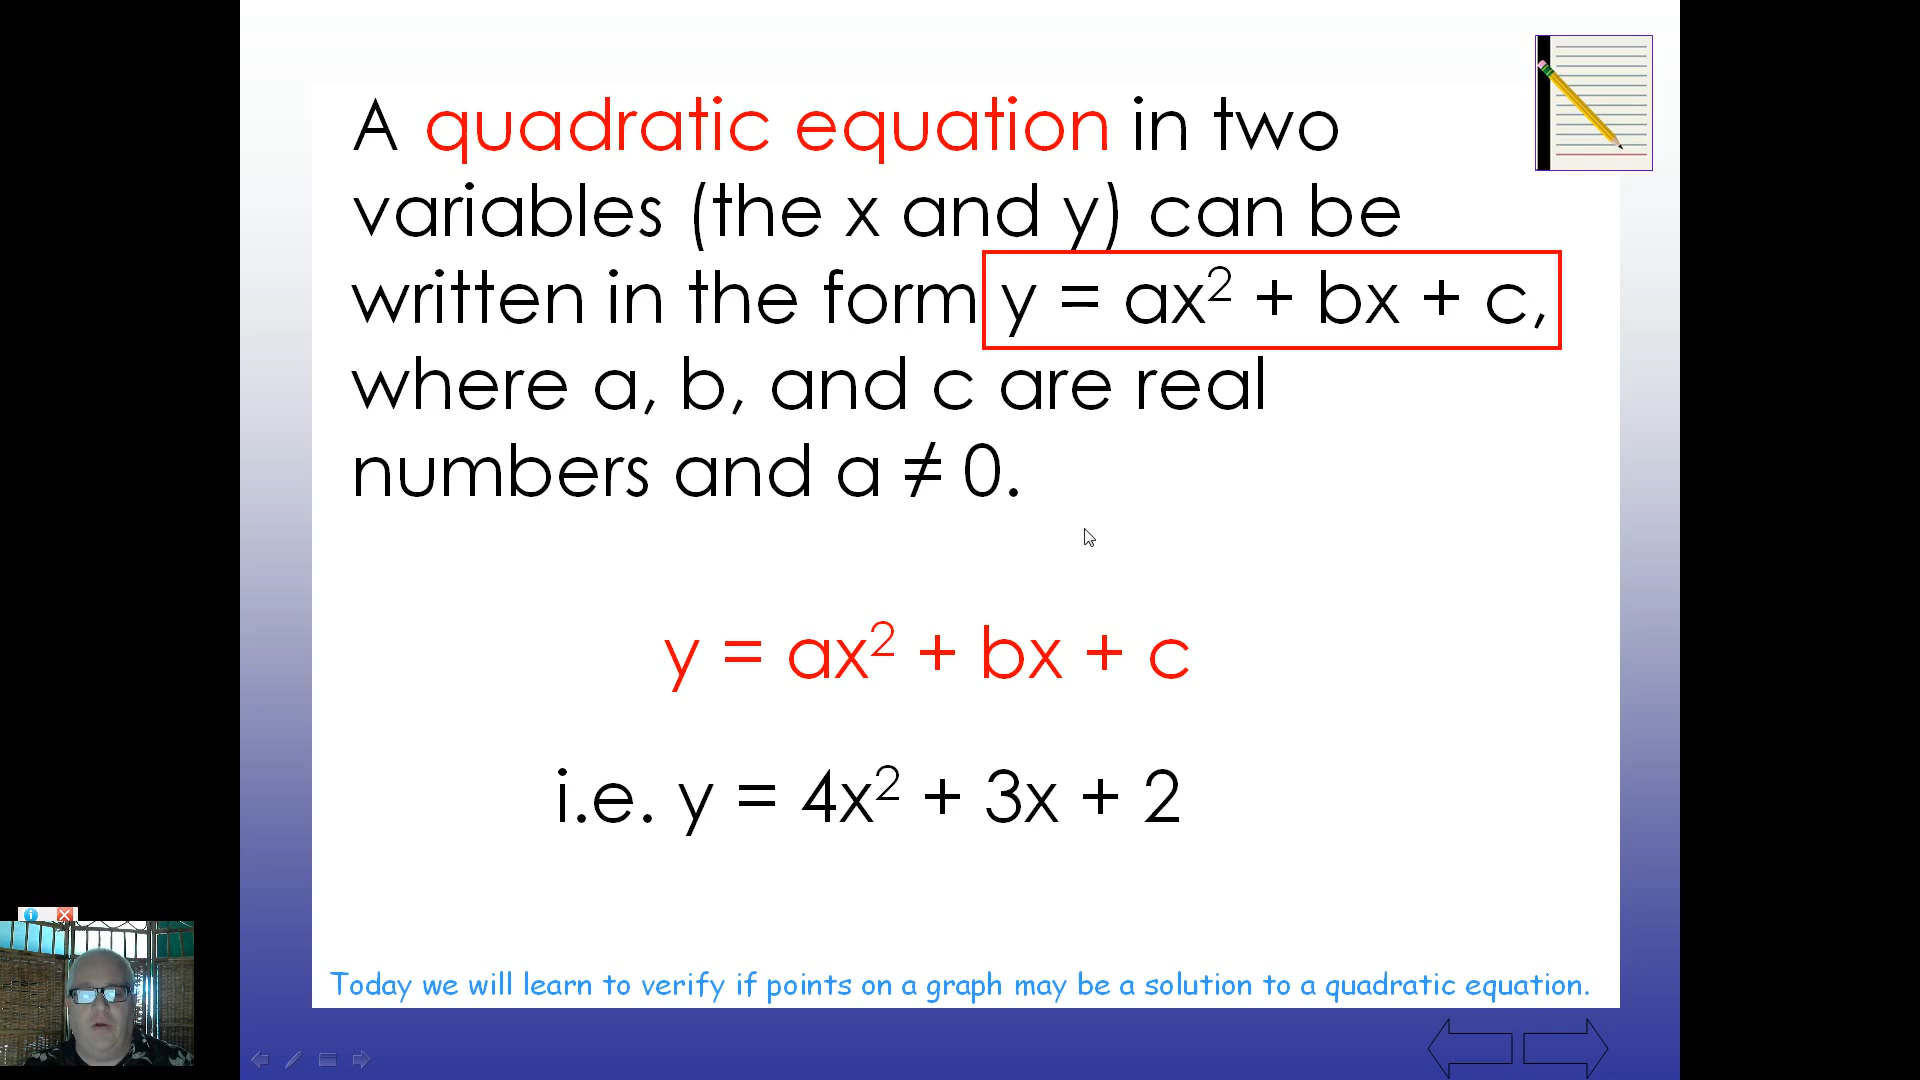 A quadratic equation in two
variables (the x and y) can be
written in the form y = ax² + bx + c,
where a, b, and c are real
numbers and a ≠ 0.
y = ax² + bx + c
i.e. y = 4x² + 3x + 2
Today we will learn to verify if points on a graph may be a solution to a quadratic equation.